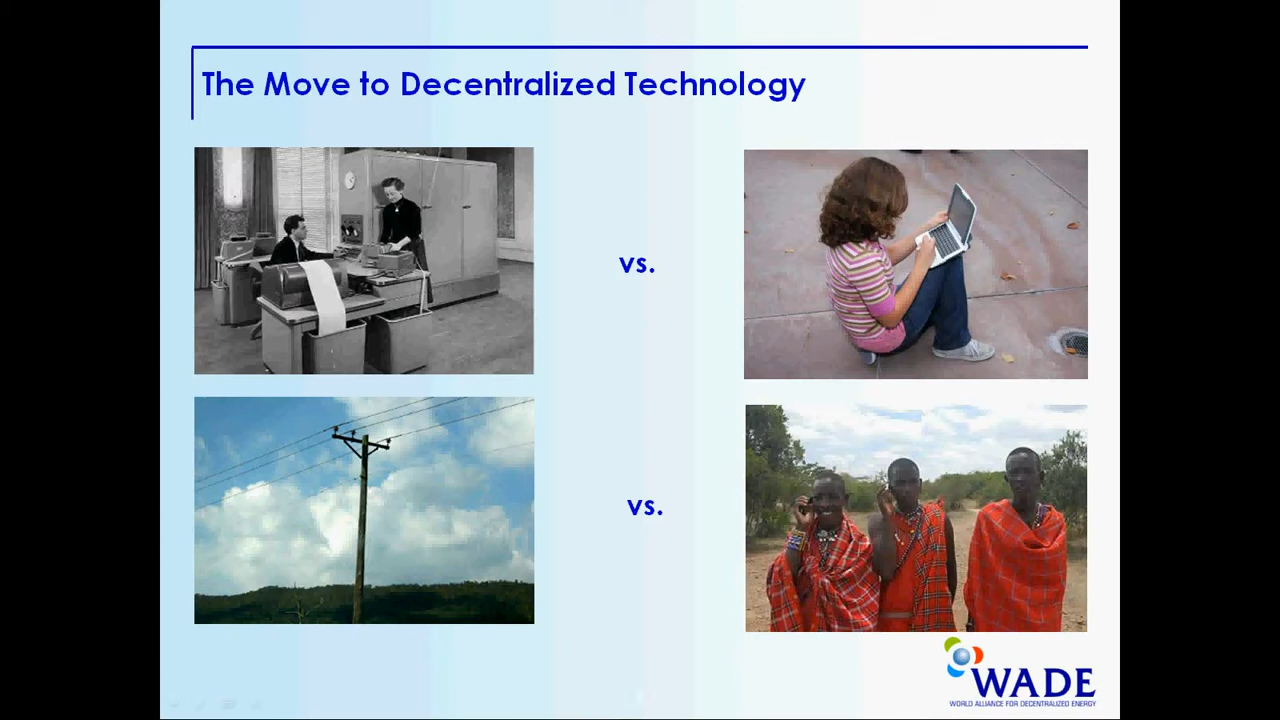 The Move to Decentralized Technology
vs.
vs.
WADE
WORLD ALLIANCE FOR DECENTRALIZED ENERGY